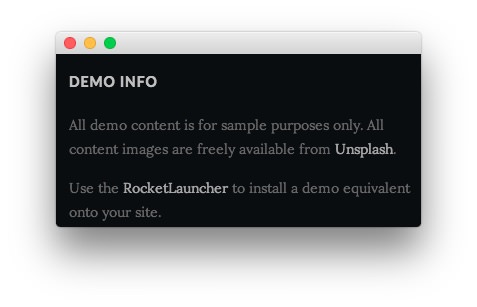 DEMO INFO
All demo content is for sample purposes only. All
content images are freely available from Unsplash.
Use the RocketLauncher to install a demo equivalent
onto your site.